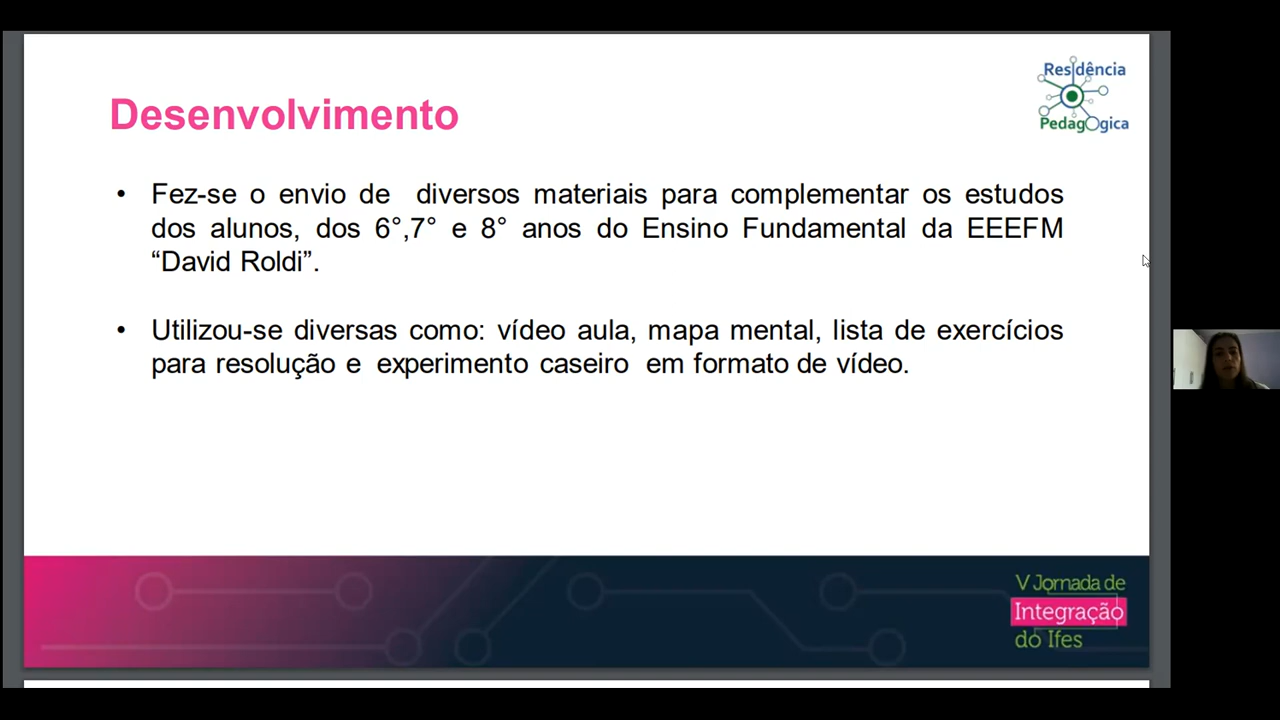 Residência
PedagOgica
Desenvolvimento
• Fez-se o envio de diversos materiais para complementar os estudos
dos alunos, dos 6°,7° e 8° anos do Ensino Fundamental da EEEFM
“David Roldi”.
• Utilizou-se diversas como: vídeo aula, mapa mental, lista de exercícios
para resolução e experimento caseiro em formato de vídeo.
V Jornada de
Integração
do Ifes